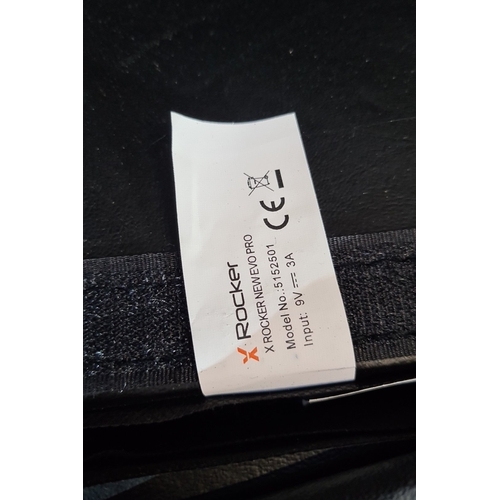 X Rocker
X ROCKER NEW EVO PRO
Model No.:5152501
Input: 9V ⎓ 3A
CE